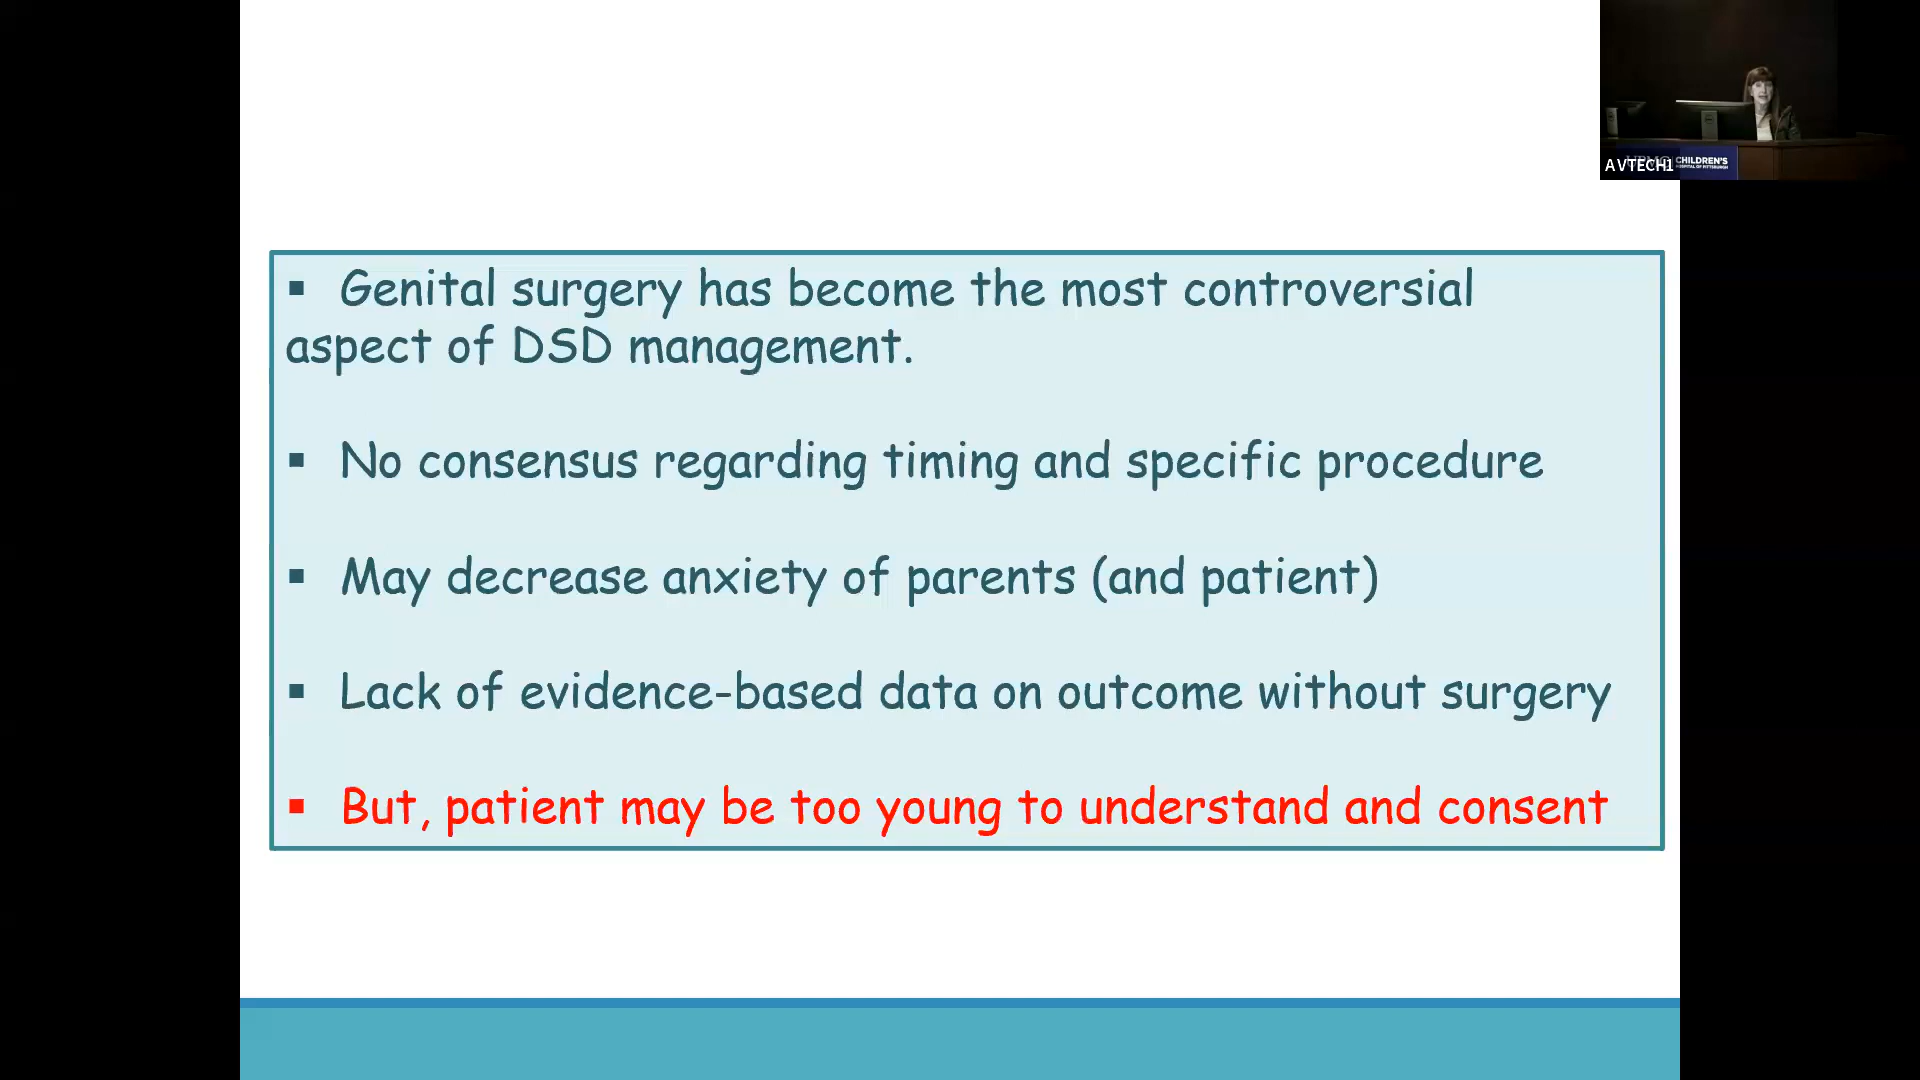 ▪ Genital surgery has become the most controversial
aspect of DSD management.
▪ No consensus regarding timing and specific procedure
▪ May decrease anxiety of parents (and patient)
▪ Lack of evidence-based data on outcome without surgery
▪ But, patient may be too young to understand and consent
AVTECH1
CHILDREN'S